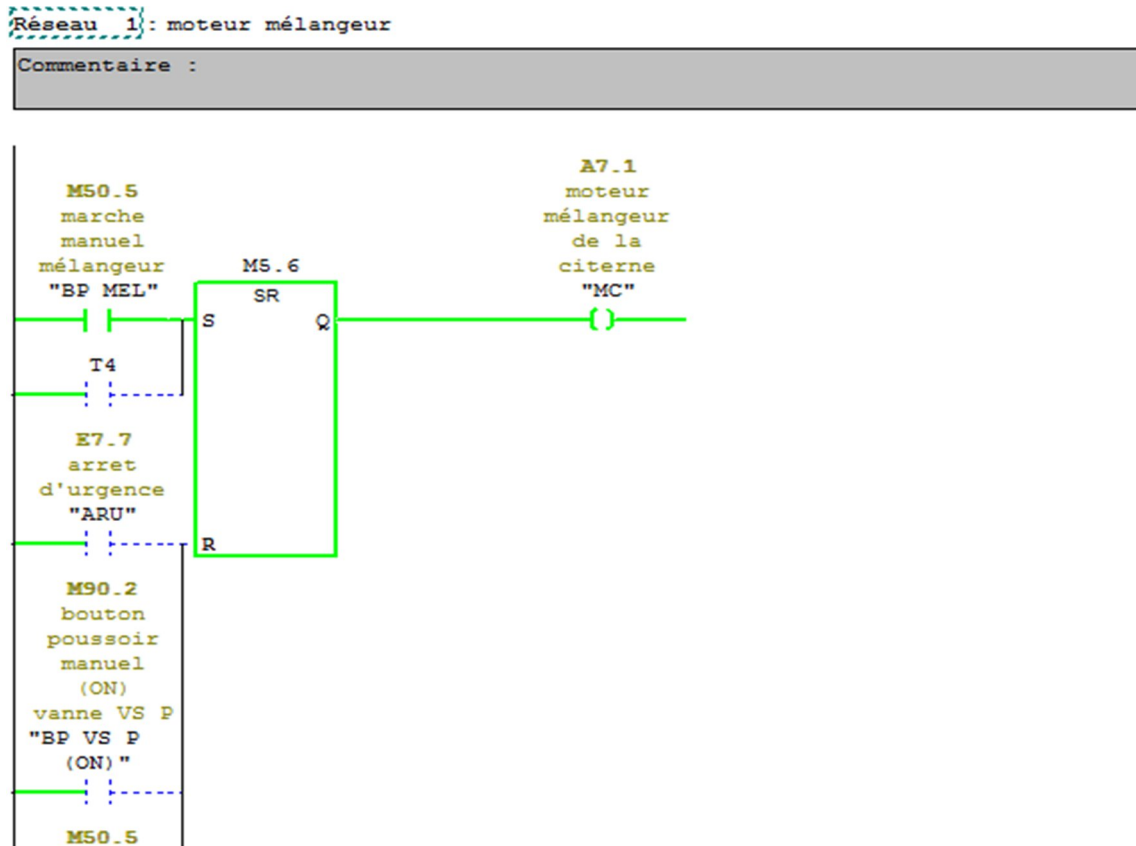 Réseau 1 : moteur mélangeur
Commentaire :
A7.1
moteur
mélangeur
de la
citerne
"MC"
M50.5
marche
manuel
mélangeur
"BP MEL"
M5.6
SR
S
Q
T4
E7.7
arret
d'urgence
"ARU"
R
M90.2
bouton
poussoir
manuel
(ON)
vanne VS P
"BP VS P
(ON)"
M50.5